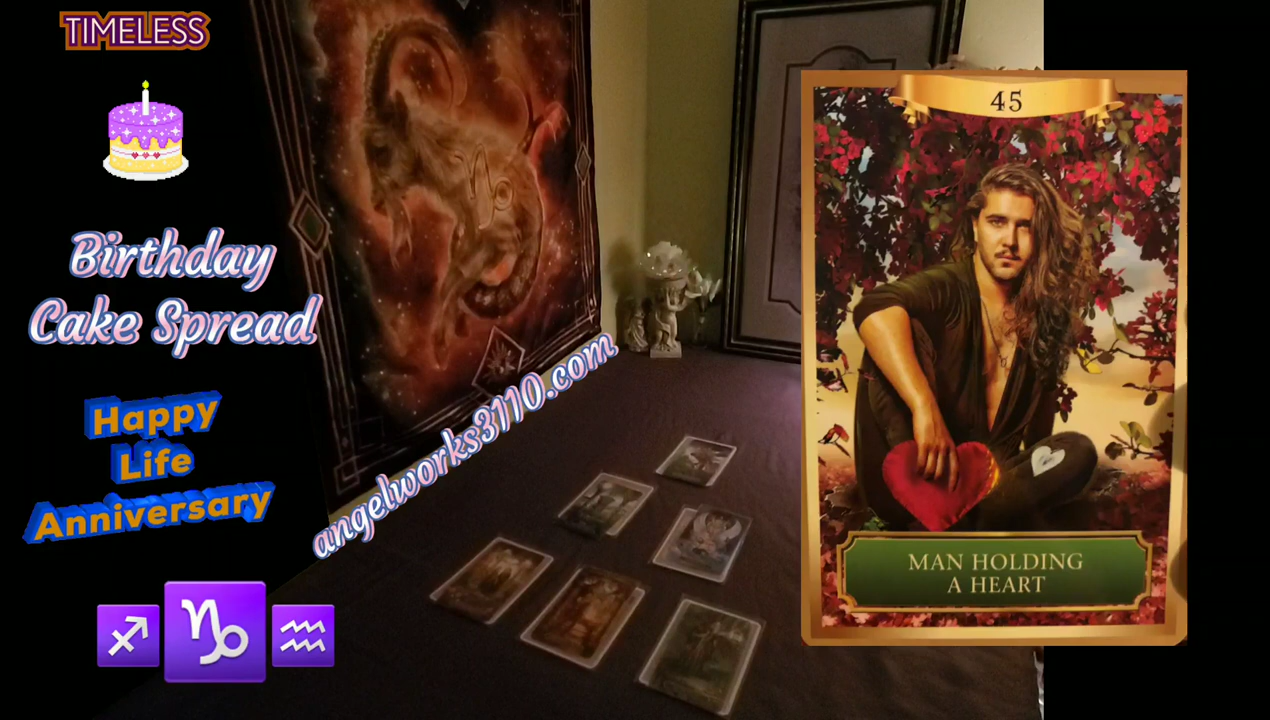 TIMELESS
Birthday
Cake Spread
Happy
Life
Anniversary
angelworks3110.com
45
MAN HOLDING
A HEART